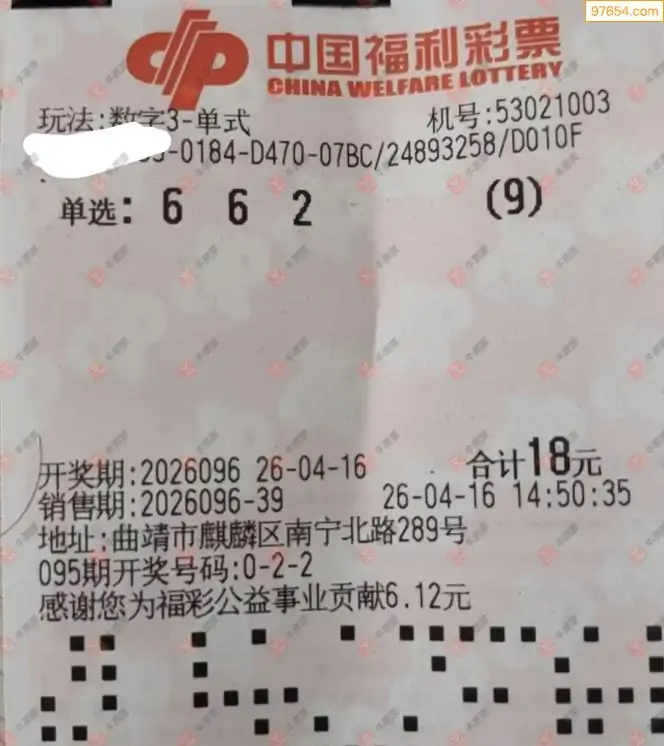 97654.com
中国福利彩票
CHINA WELFARE LOTTERY
玩法:数字3-单式 机号:53021003
-0184-D470-07BC/24893258/D010F
单选: 6 6 2 (9)
开奖期:2026096 26-04-16 合计18元
销售期:2026096-39 26-04-16 14:50:35
地址:曲靖市麒麟区南宁北路289号
095期开奖号码:0-2-2
感谢您为福彩公益事业贡献6.12元